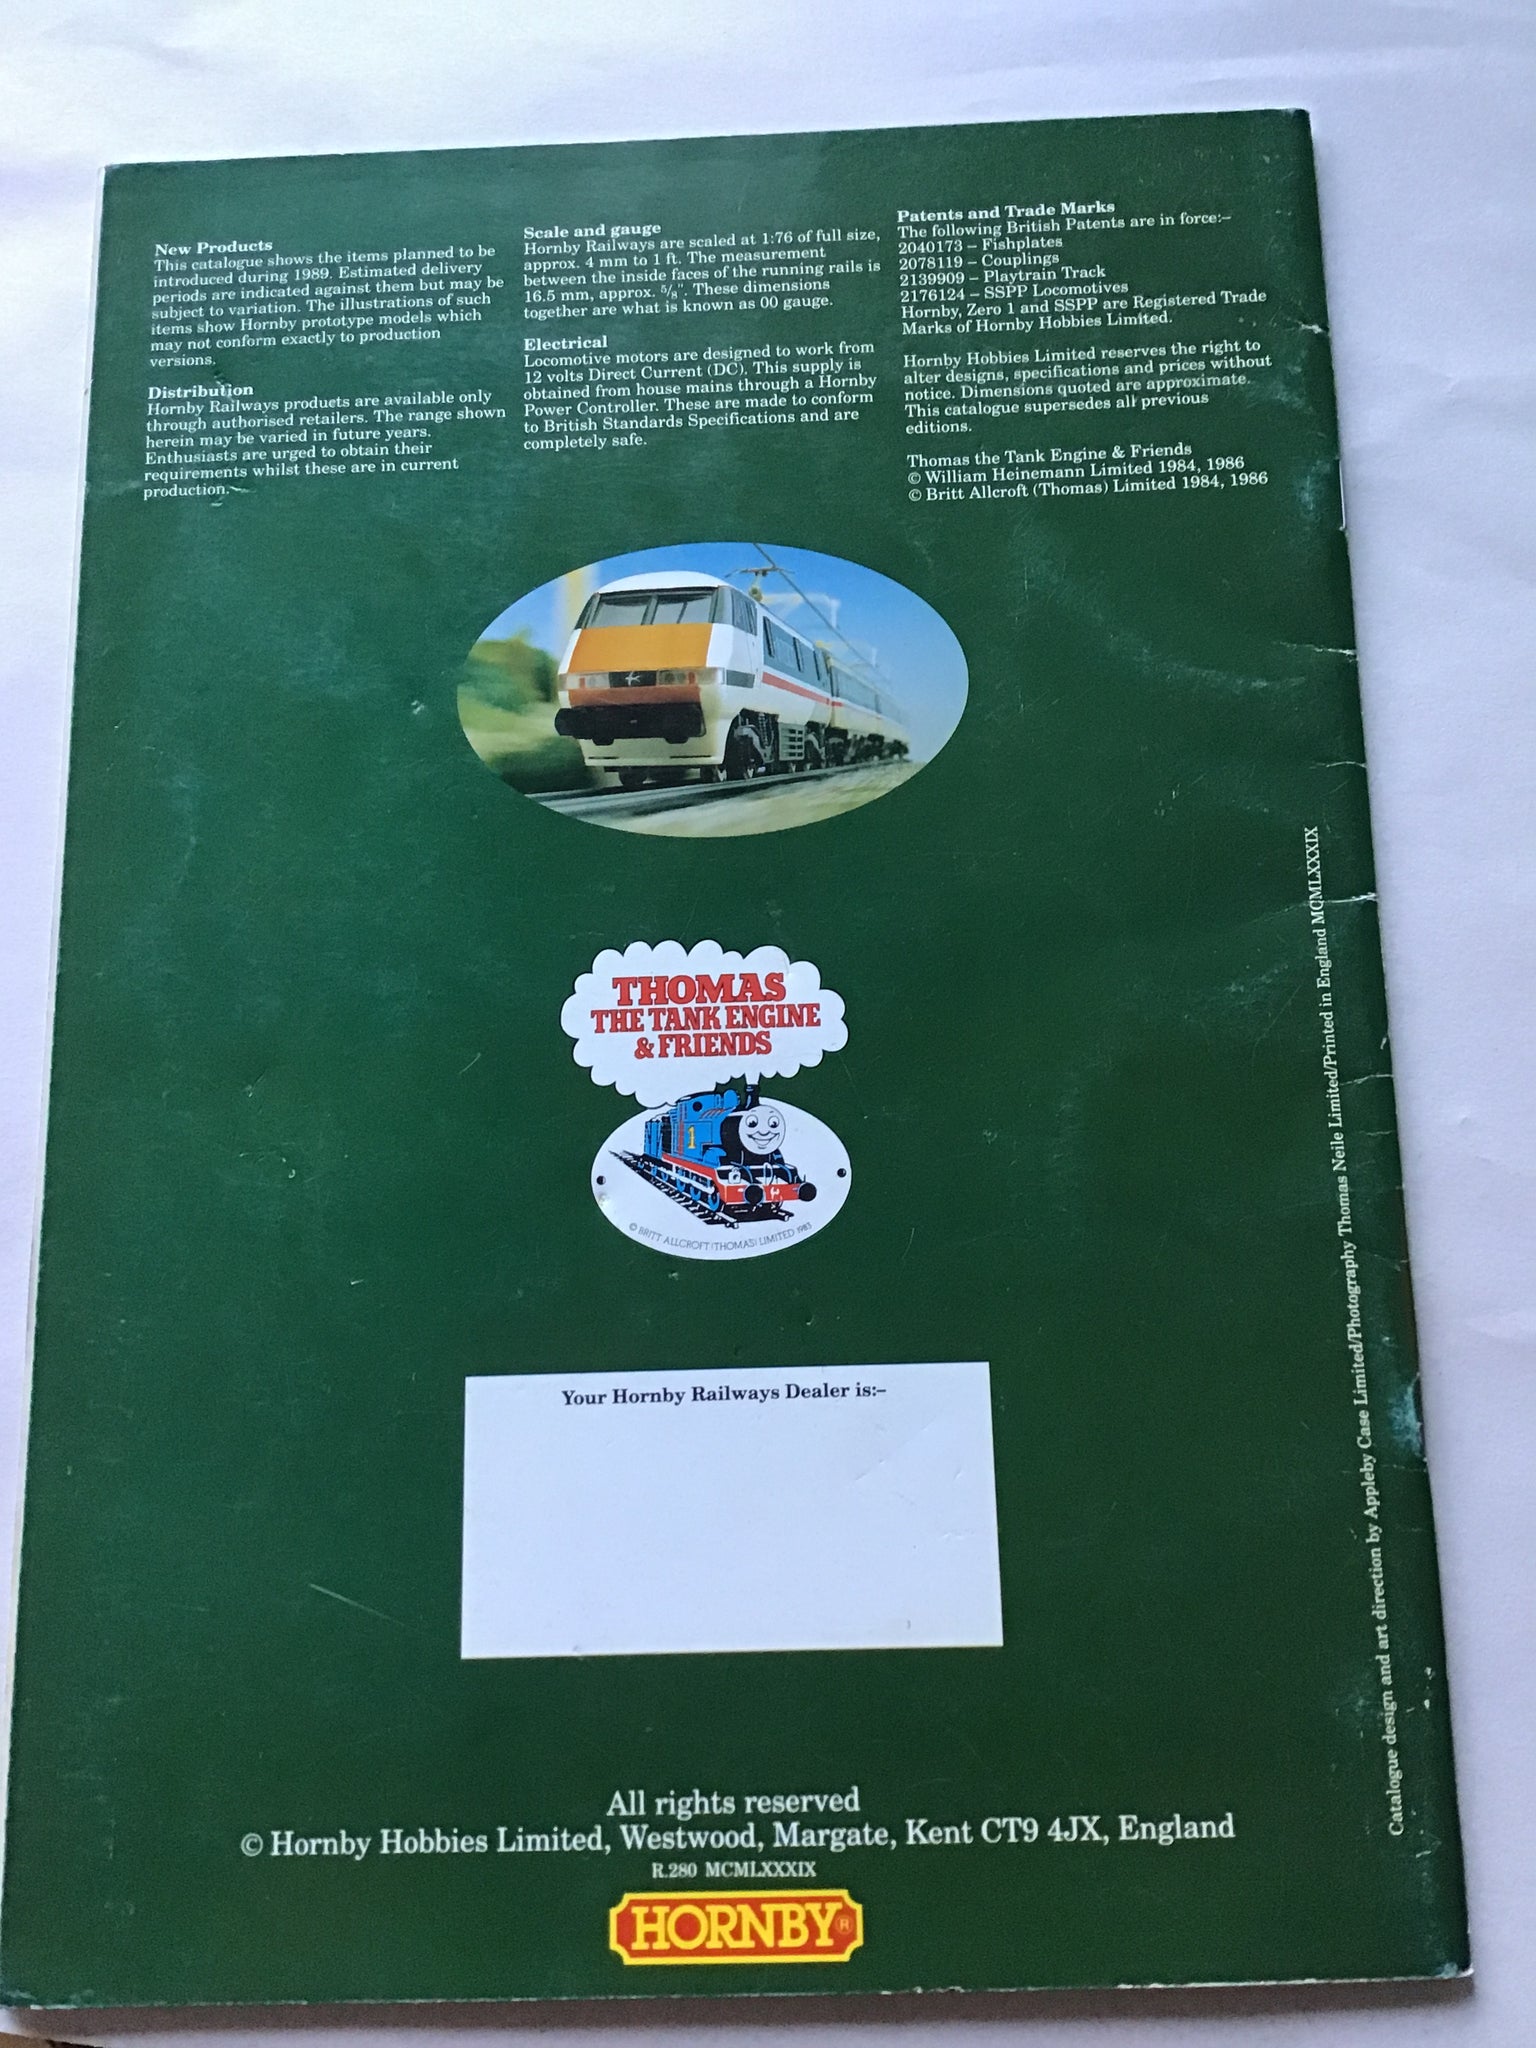 New Products
This catalogue shows the items planned to be
introduced during 1989. Estimated delivery
periods are indicated against them but may be
subject to variation. The illustrations of such
items show Hornby prototype models which
may not conform exactly to production
versions.
Distribution
Hornby Railways products are available only
through authorised retailers. The range shown
herein may be varied in future years.
Enthusiasts are urged to obtain their
requirements whilst these are in current
production.
Scale and gauge
Hornby Railways are scaled at 1:76 of full size,
approx. 4 mm to 1 ft. The measurement
between the inside faces of the running rails is
16.5 mm, approx. 5/8". These dimensions
together are what is known as 00 gauge.
Electrical
Locomotive motors are designed to work from
12 volts Direct Current (DC). This supply is
obtained from house mains through a Hornby
Power Controller. These are made to conform
to British Standards Specifications and are
completely safe.
Patents and Trade Marks
The following British Patents are in force:–
2040173 – Fishplates
2078119 – Couplings
2139909 – Playtrain Track
2176124 – SSPP Locomotives
Hornby, Zero 1 and SSPP are Registered Trade
Marks of Hornby Hobbies Limited.
Hornby Hobbies Limited reserves the right to
alter designs, specifications and prices without
notice. Dimensions quoted are approximate.
This catalogue supersedes all previous
editions.
Thomas the Tank Engine & Friends
© William Heinemann Limited 1984, 1986
© Britt Allcroft (Thomas) Limited 1984, 1986
THOMAS
THE TANK ENGINE
& FRIENDS
1
© BRITT ALLCROFT (THOMAS) LIMITED 1983
Your Hornby Railways Dealer is:–
Catalogue design and art direction by Appleby Case Limited/Photography Thomas Neile Limited/Printed in England MCMLXXXIX
All rights reserved
© Hornby Hobbies Limited, Westwood, Margate, Kent CT9 4JX, England
R.280 MCMLXXXIX
HORNBY®